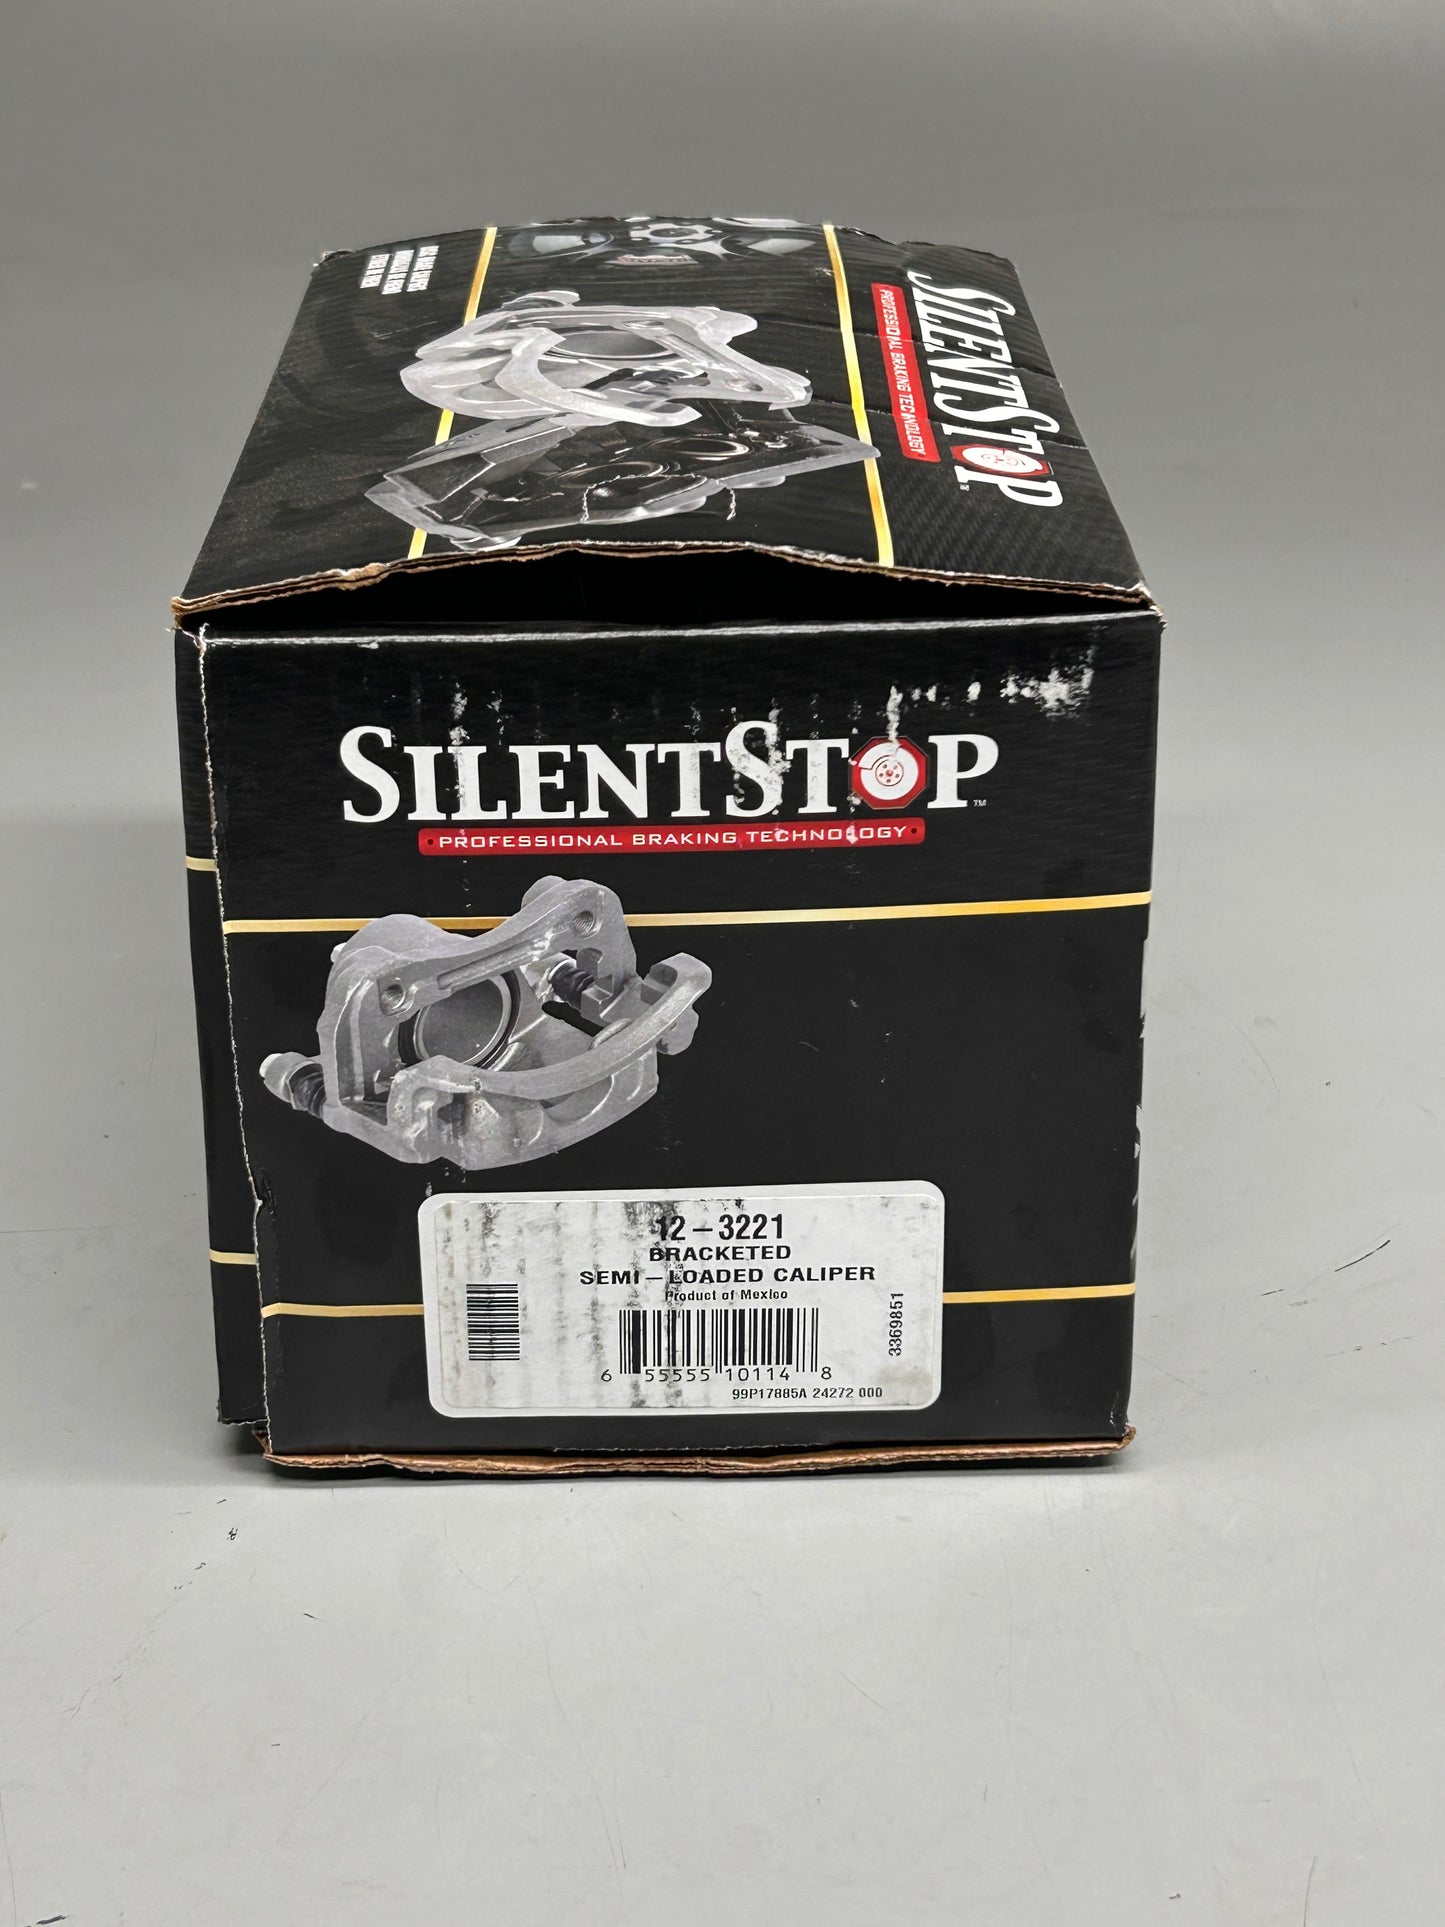 SILENTSTOP
PROFESSIONAL BRAKING TECHNOLOGY
SILENTSTOP™
PROFESSIONAL BRAKING TECHNOLOGY
12-3221
BRACKETED
SEMI-LOADED CALIPER
Product of Mexico
3369851
6 55555 10114 8
99P17885A 24272 000